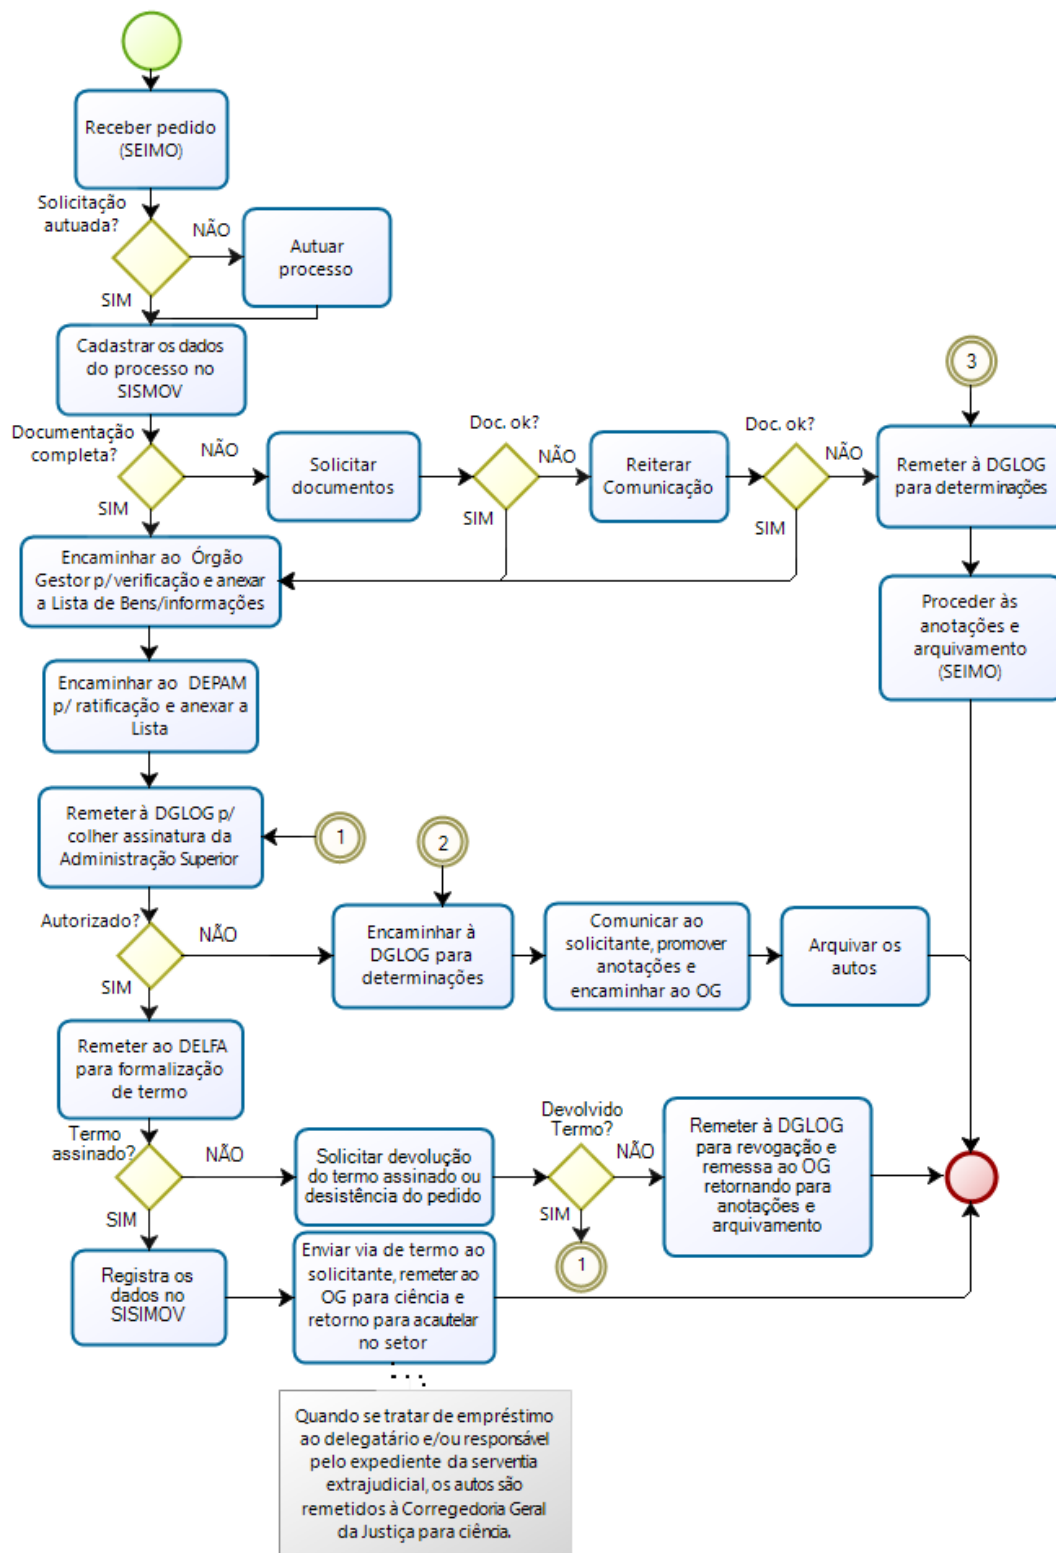 Receber pedido
(SEIMO)
Solicitação
autuada?
NÃO
Autuar
processo
SIM
Cadastrar os dados
do processo no
SISMOV
3
Documentação
completa?
NÃO
Solicitar
documentos
Doc. ok?
NÃO
Reiterar
Comunicação
Doc. ok?
NÃO
Remeter à DGLOG
para determinações
SIM
SIM
SIM
Encaminhar ao Órgão
Gestor p/ verificação e anexar
a Lista de Bens/informações
Proceder às
anotações e
arquivamento
(SEIMO)
Encaminhar ao DEPAM
p/ ratificação e anexar a
Lista
Remeter à DGLOG p/
colher assinatura da
Administração Superior
1
2
Autorizado?
NÃO
Encaminhar à
DGLOG para
determinações
Comunicar ao
solicitante, promover
anotações e
encaminhar ao OG
Arquivar os
autos
SIM
Remeter ao DELFA
para formalização
de termo
Termo
assinado?
NÃO
Solicitar devolução
do termo assinado ou
desistência do pedido
Devolvido
Termo?
NÃO
Remeter à DGLOG
para revogação e
remessa ao OG
retornando para
anotações e
arquivamento
SIM
SIM
1
Registra os
dados no
SISIMOV
Enviar via de termo ao
solicitante, remeter ao
OG para ciência e
retorno para acautelar
no setor
Quando se tratar de empréstimo
ao delegatário e/ou responsável
pelo expediente da serventia
extrajudicial, os autos são
remetidos à Corregedoria Geral
da Justiça para ciência.